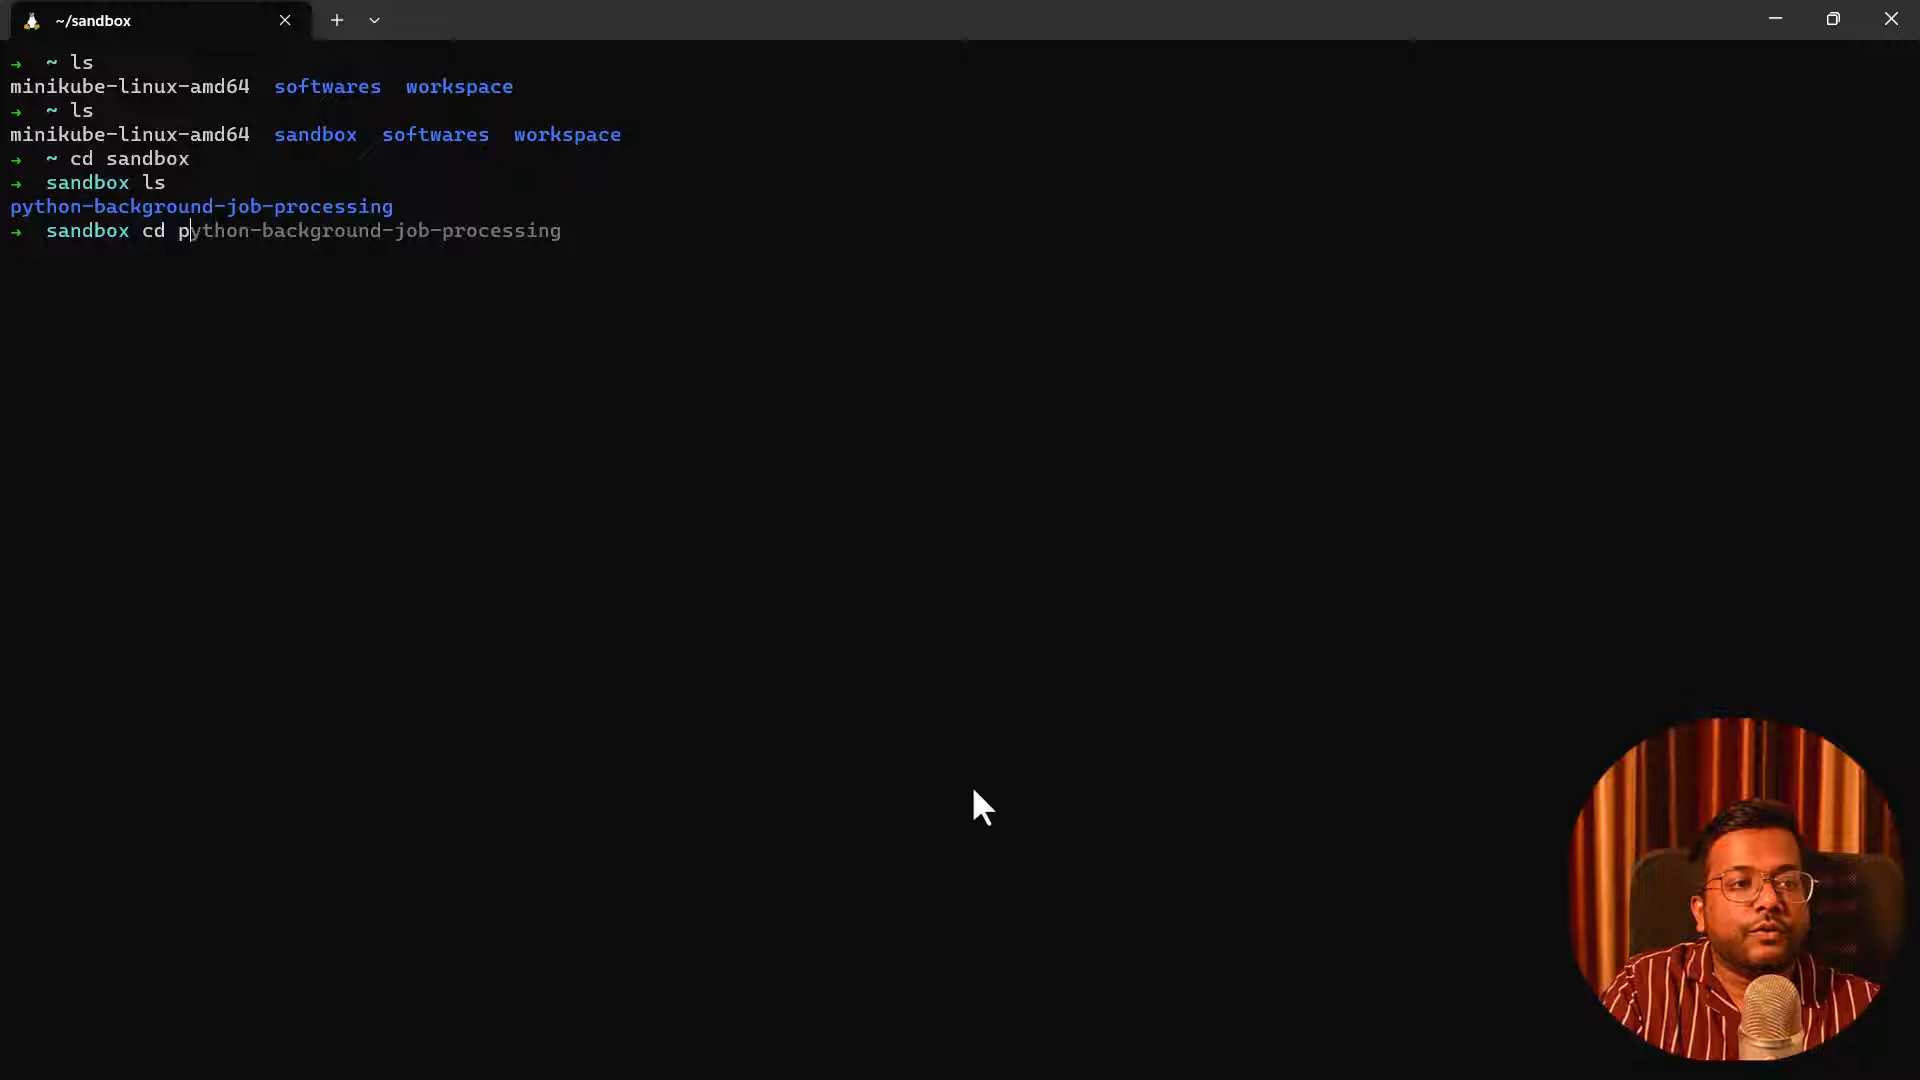 ~/sandbox
➜ ~ ls
minikube-linux-amd64 softwares workspace
➜ ~ ls
minikube-linux-amd64 sandbox softwares workspace
➜ ~ cd sandbox
➜ sandbox ls
python-background-job-processing
➜ sandbox cd python-background-job-processing